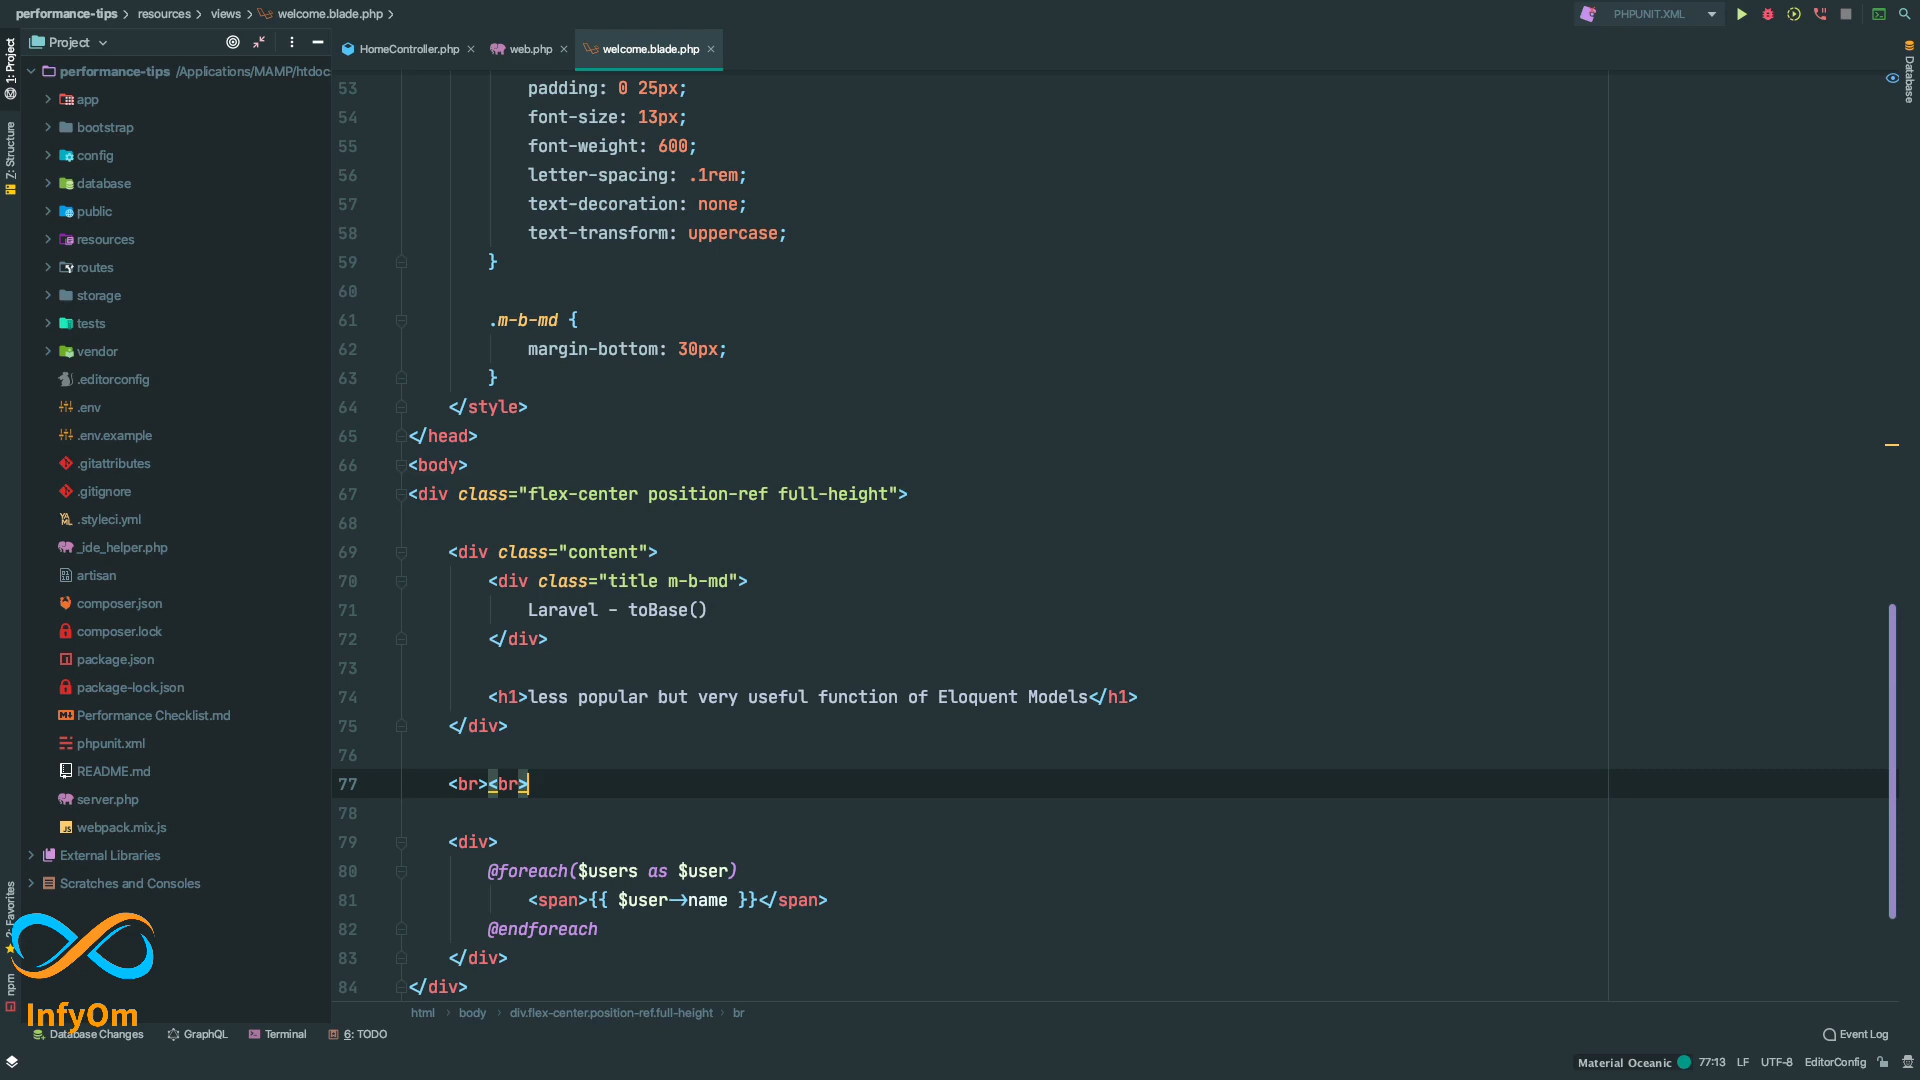 performance-tips
resources
views
welcome.blade.php
PHPUNIT.XML
1: Project
Z: Structure
2: Favorites
npm
Project
performance-tips /Applications/MAMP/htdoc
app
bootstrap
config
database
public
resources
routes
storage
tests
vendor
.editorconfig
.env
.env.example
.gitattributes
.gitignore
.styleci.yml
_ide_helper.php
artisan
composer.json
composer.lock
package.json
package-lock.json
Performance Checklist.md
phpunit.xml
README.md
server.php
webpack.mix.js
External Libraries
Scratches and Consoles
InfyOm
HomeController.php
web.php
welcome.blade.php
Database
53 padding: 0 25px;
54 font-size: 13px;
55 font-weight: 600;
56 letter-spacing: .1rem;
57 text-decoration: none;
58 text-transform: uppercase;
59 }
60
61 .m-b-md {
62 margin-bottom: 30px;
63 }
64 </style>
65 </head>
66 <body>
67 <div class="flex-center position-ref full-height">
68
69 <div class="content">
70 <div class="title m-b-md">
71 Laravel - toBase()
72 </div>
73
74 <h1>less popular but very useful function of Eloquent Models</h1>
75 </div>
76
77 <br><br>
78
79 <div>
80 @foreach($users as $user)
81 <span>{{ $user->name }}</span>
82 @endforeach
83 </div>
84 </div>
html
body
div.flex-center.position-ref.full-height
br
Database Changes
GraphQL
Terminal
6: TODO
Event Log
Material Oceanic
77:13
LF
UTF-8
EditorConfig